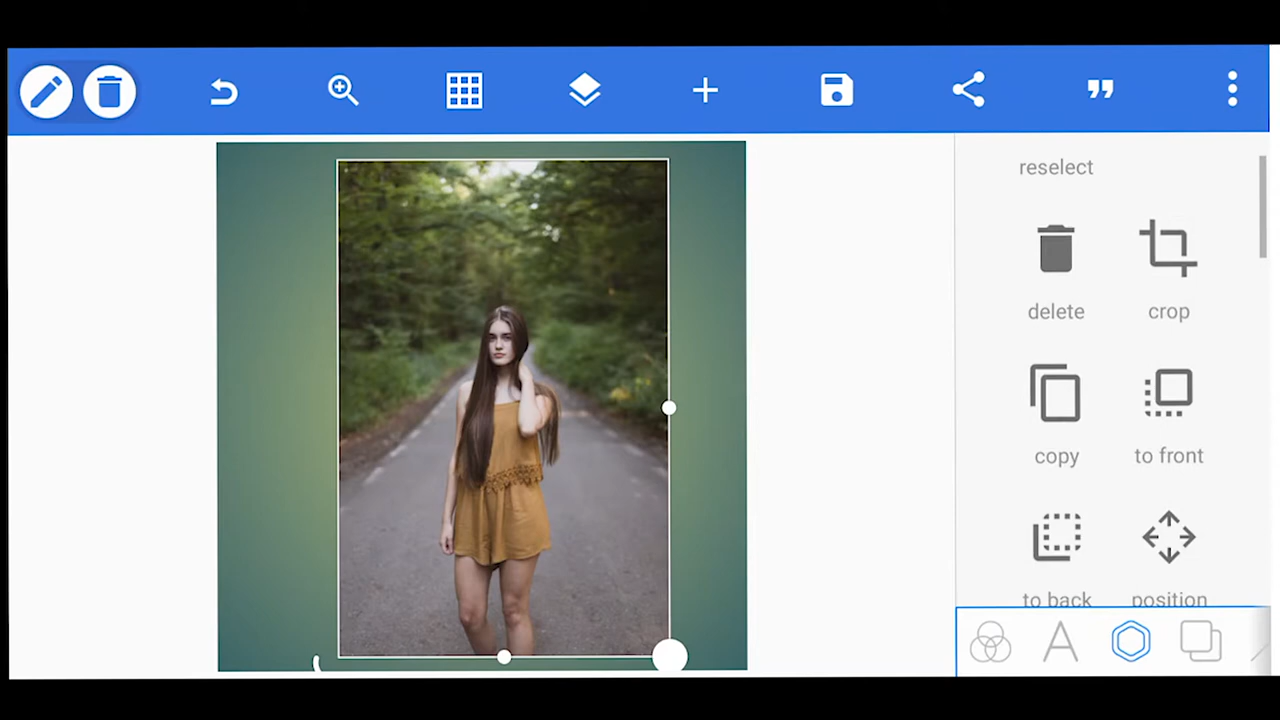 reselect
delete
crop
copy
to front
to back
position